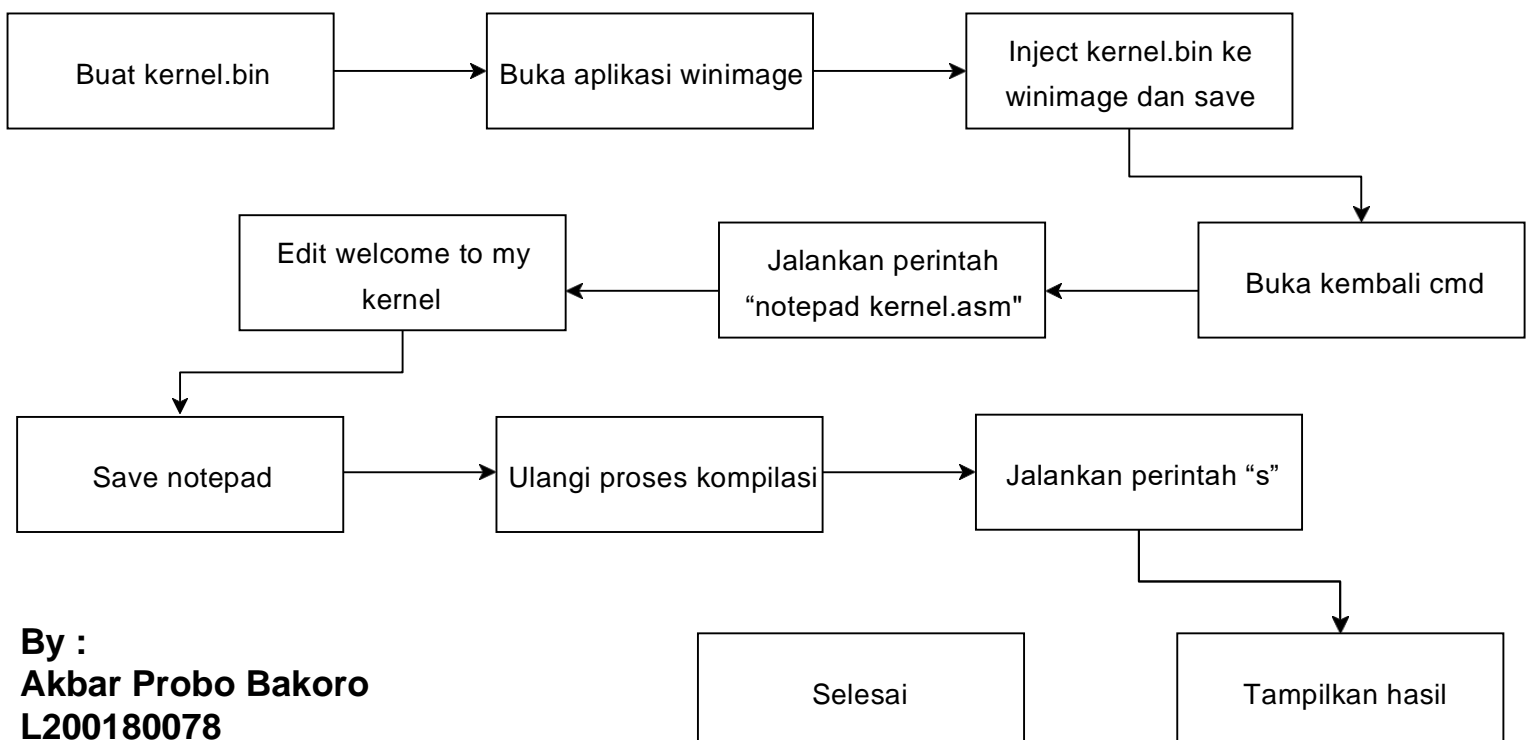 Buat kernel.bin
Buka aplikasi winimage
Inject kernel.bin ke
winimage dan save
Buka kembali cmd
Jalankan perintah
“notepad kernel.asm"
Edit welcome to my
kernel
Save notepad
Ulangi proses kompilasi
Jalankan perintah “s”
Tampilkan hasil
Selesai
By :
Akbar Probo Bakoro
L200180078